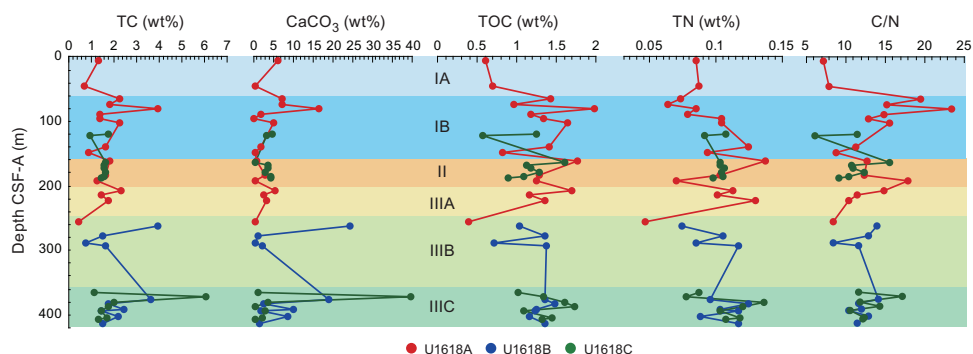 TC (wt%) CaCO₃ (wt%) TOC (wt%) TN (wt%) C/N
0 1 2 3 4 5 6 7 0 5 10 15 20 25 30 35 40 0 0.5 1 1.5 2 0.05 0.1 0.15 5 10 15 20 25
Depth CSF-A (m)
0
100
200
300
400
IA
IB
II
IIIA
IIIB
IIIC
U1618A U1618B U1618C